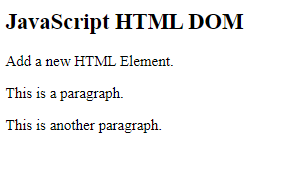 JavaScript HTML DOM
Add a new HTML Element.
This is a paragraph.
This is another paragraph.